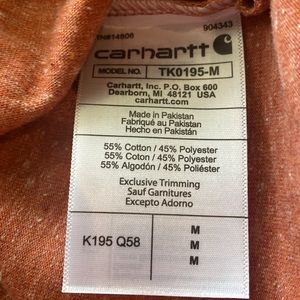 TN#14806 904343
carhartt
MODEL NO. TK0195-M
Carhartt, Inc. P.O. Box 600
Dearborn, MI 48121 USA
carhartt.com
Made in Pakistan
Fabriqué au Pakistan
Hecho en Pakistán
55% Cotton / 45% Polyester
55% Coton / 45% Polyester
55% Algodón / 45% Poliéster
Exclusive Trimming
Sauf Garnitures
Excepto Adorno
K195 Q58
M
M
M